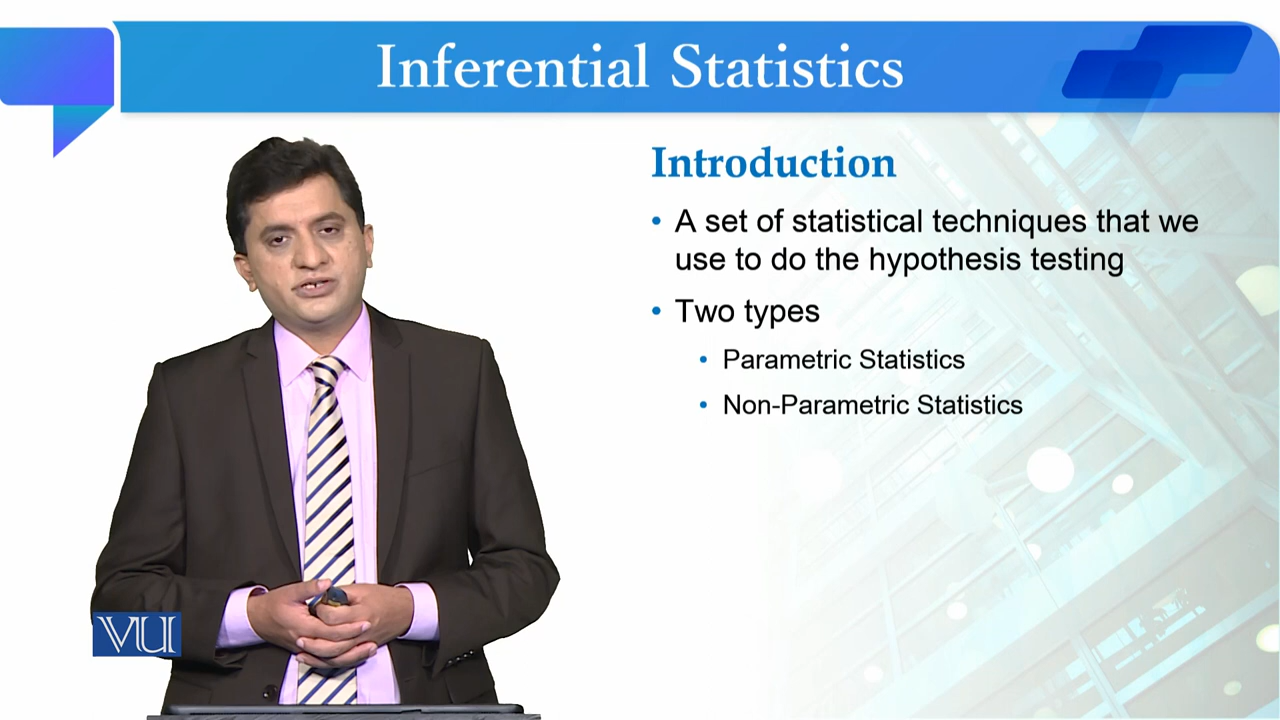 Inferential Statistics
Introduction
• A set of statistical techniques that we
use to do the hypothesis testing
• Two types
• Parametric Statistics
• Non-Parametric Statistics
VU